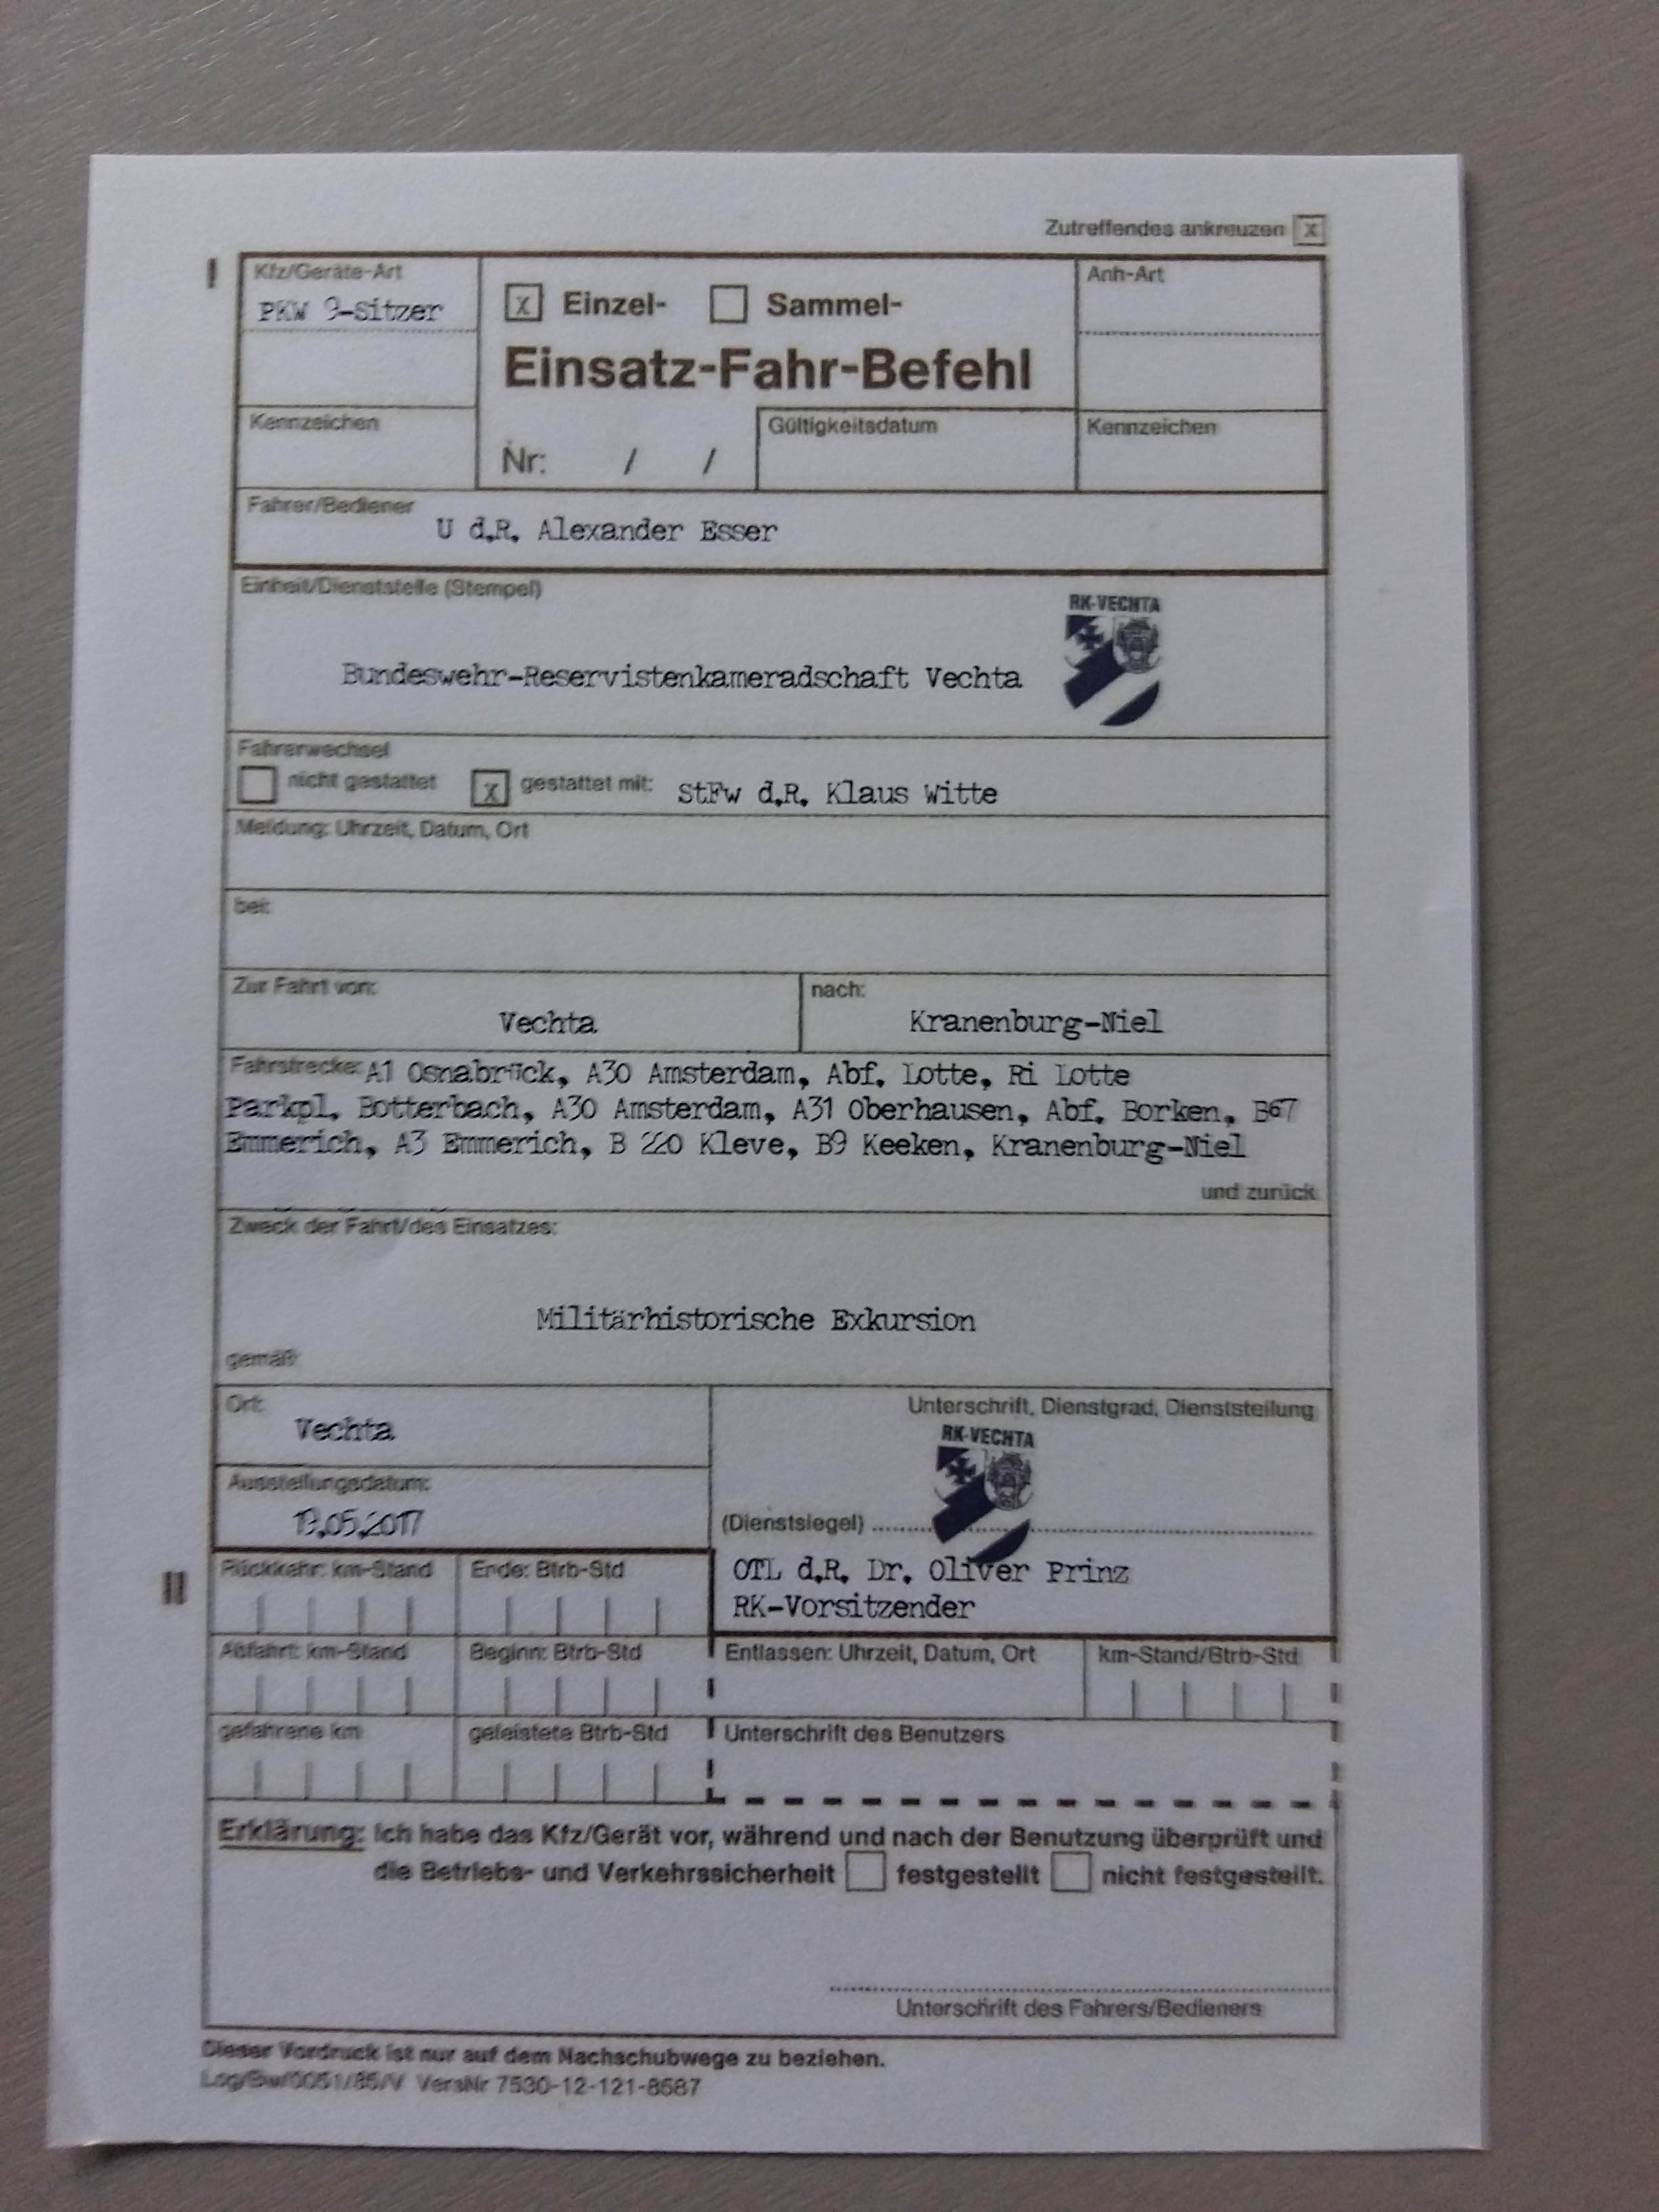 Zutreffendes ankreuzen x
I
Kfz/Geräte-Art
PKW 9-Sitzer
x Einzel- Sammel-
Anh-Art
Einsatz-Fahr-Befehl
Kennzeichen
Nr: / /
Gültigkeitsdatum
Kennzeichen
Fahrer/Bediener
U d.R. Alexander Esser
Einheit/Dienststelle (Stempel)
RK-VECHTA
Bundeswehr-Reservistenkameradschaft Vechta
Fahrerwechsel
nicht gestattet x gestattet mit: StFw d.R. Klaus Witte
Meldung: Uhrzeit, Datum, Ort
bei:
Zur Fahrt von:
Vechta
nach:
Kranenburg-Niel
Fahrstrecke: A1 Osnabrück, A30 Amsterdam, Abf. Lotte, Ri Lotte
Parkpl. Botterbach, A30 Amsterdam, A31 Oberhausen, Abf. Borken, B67
Emmerich, A3 Emmerich, B 220 Kleve, B9 Keeken, Kranenburg-Niel
und zurück
Zweck der Fahrt/des Einsatzes:
Militärhistorische Exkursion
gemäß:
Ort:
Vechta
Unterschrift, Dienstgrad, Dienststellung
RK-VECHTA
Ausstellungsdatum:
(Dienstsiegel)
OTL d.R. Dr. Oliver Prinz
RK-Vorsitzender
II
Rückkehr: km-Stand
Ende: Btrb-Std
Abfahrt: km-Stand
Beginn: Btrb-Std
Entlassen: Uhrzeit, Datum, Ort
km-Stand/Btrb-Std
gefahrene km
geleistete Btrb-Std
Unterschrift des Benutzers
Erklärung: Ich habe das Kfz/Gerät vor, während und nach der Benutzung überprüft und
die Betriebs- und Verkehrssicherheit festgestellt nicht festgestellt.
Unterschrift des Fahrers/Bedieners
Dieser Vordruck ist nur auf dem Nachschubwege zu beziehen.
Log/Bw/0051/85/V VersNr 7530-12-121-8687